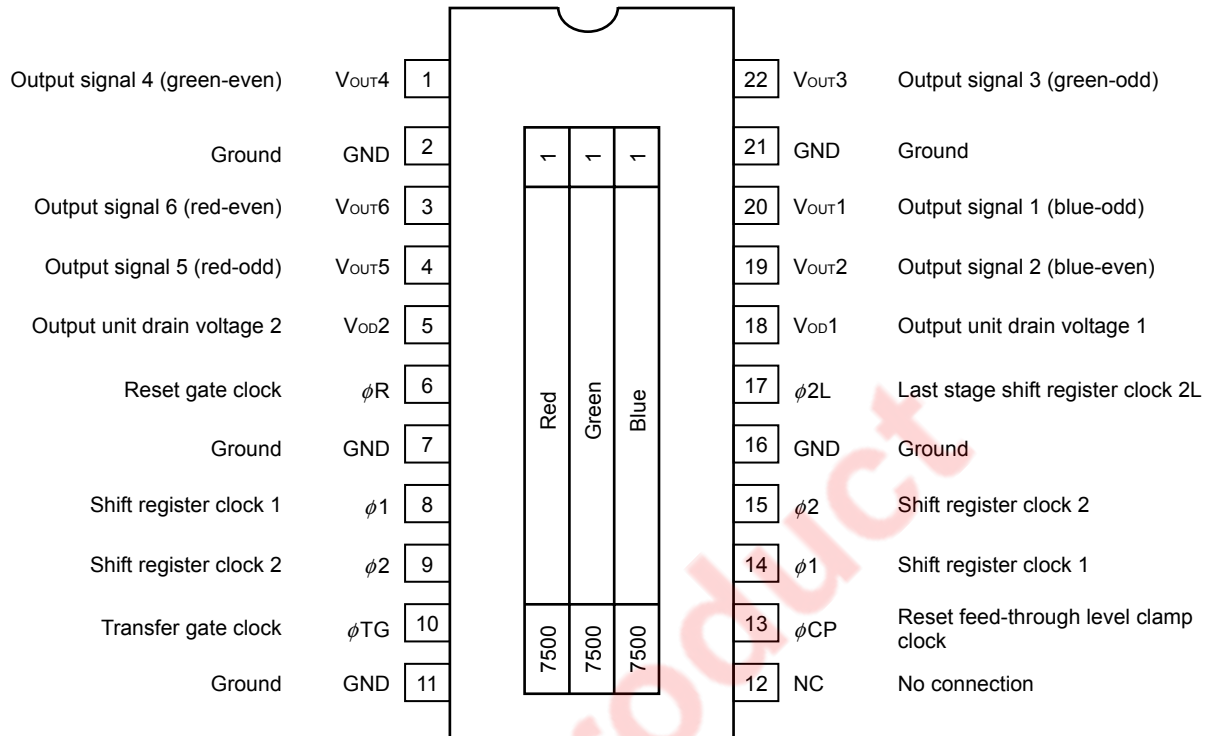 Output signal 4 (green-even) VOUT4 1
22 VOUT3 Output signal 3 (green-odd)
Ground GND 2
21 GND Ground
Output signal 6 (red-even) VOUT6 3
20 VOUT1 Output signal 1 (blue-odd)
Output signal 5 (red-odd) VOUT5 4
19 VOUT2 Output signal 2 (blue-even)
Output unit drain voltage 2 VOD2 5
18 VOD1 Output unit drain voltage 1
Reset gate clock ϕR 6
17 ϕ2L Last stage shift register clock 2L
Ground GND 7
16 GND Ground
Shift register clock 1 ϕ1 8
15 ϕ2 Shift register clock 2
Shift register clock 2 ϕ2 9
14 ϕ1 Shift register clock 1
Transfer gate clock ϕTG 10
13 ϕCP Reset feed-through level clamp
clock
Ground GND 11
12 NC No connection
1 1 1
Red Green Blue
7500 7500 7500
roduct